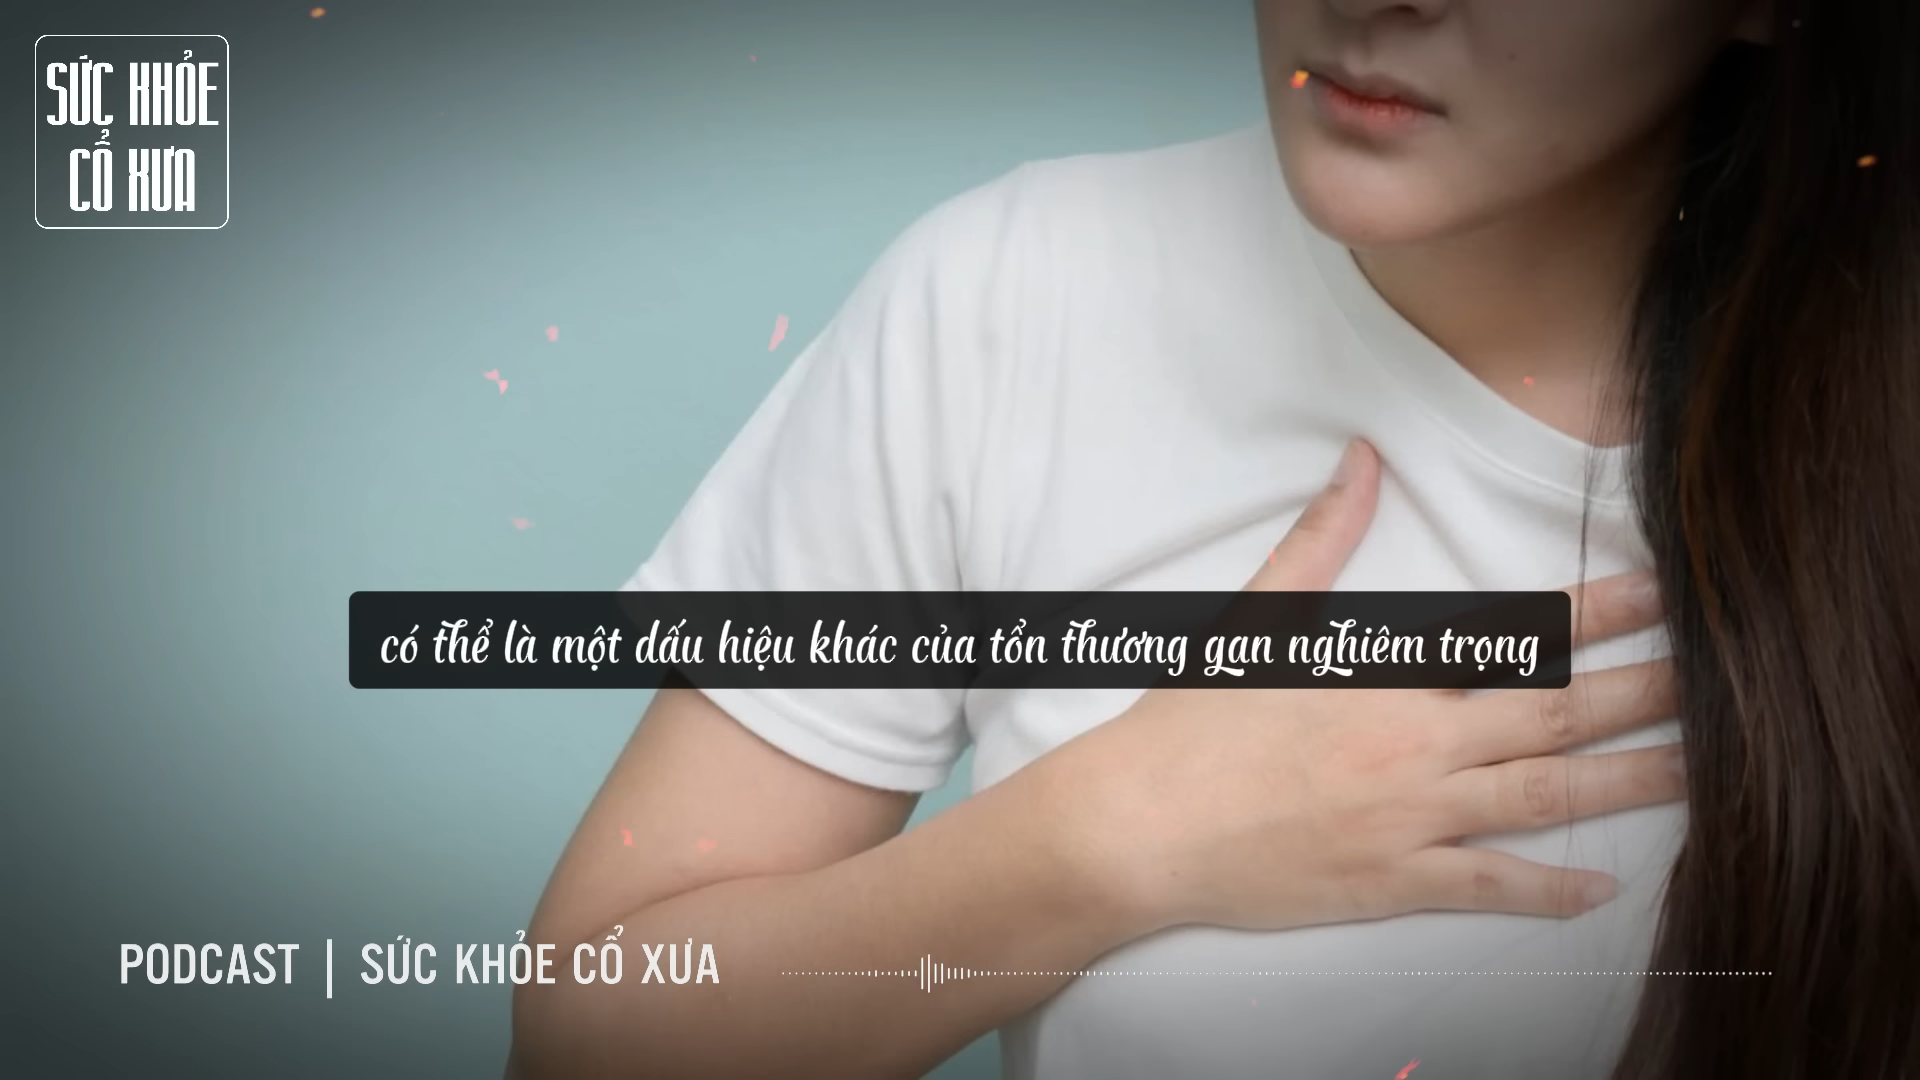 SỨC KHỎE
CỔ XƯA
có thể là một dấu hiệu khác của tổn thương gan nghiêm trọng
PODCAST | SỨC KHỎE CỔ XƯA